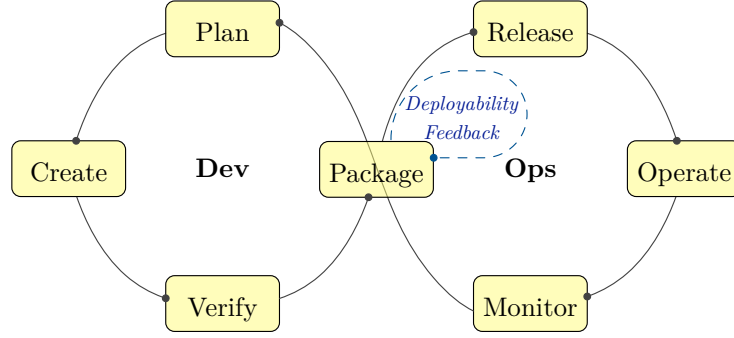 Plan
Release
Deployability
Feedback
Create
Dev
Package
Ops
Operate
Verify
Monitor